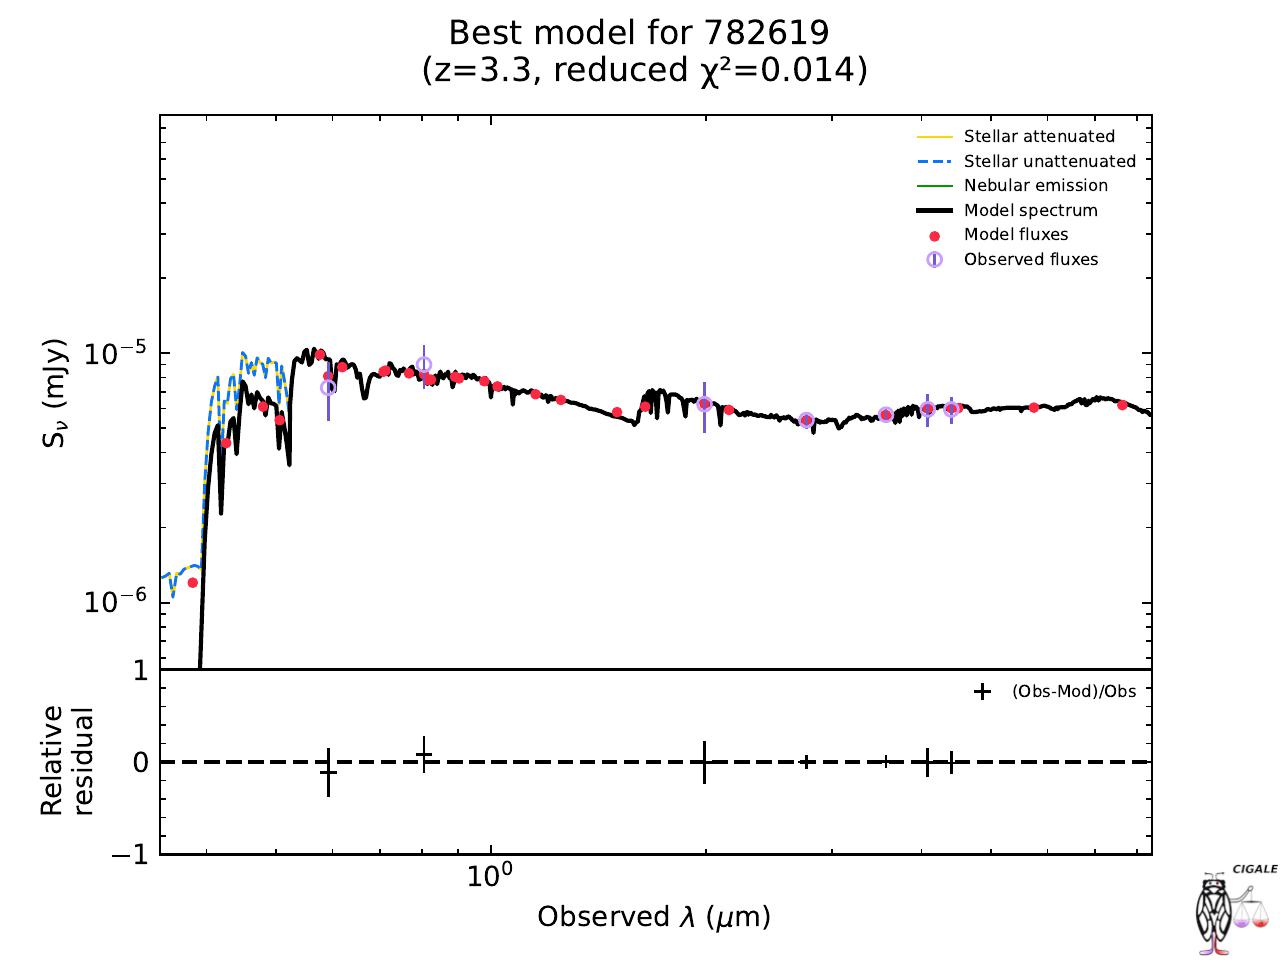 Best model for 782619
(z=3.3, reduced χ²=0.014)
Stellar attenuated
Stellar unattenuated
Nebular emission
Model spectrum
Model fluxes
Observed fluxes
S𝜈 (mJy)
10⁻⁵
10⁻⁶
1
(Obs-Mod)/Obs
Relative
residual
0
−1
10⁰
Observed λ (μm)
CIGALE